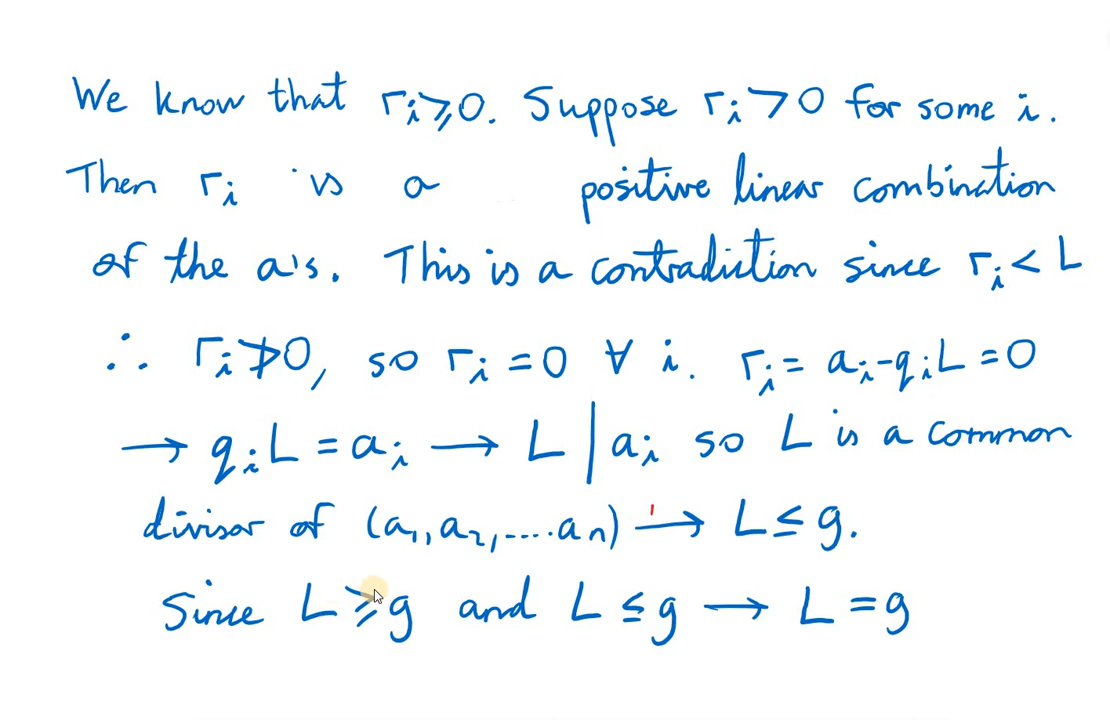 We know that rᵢ ≥ 0. Suppose rᵢ > 0 for some i.
Then rᵢ is a positive linear combination
of the a's. This is a contradiction since rᵢ < L
∴ rᵢ ≯ 0, so rᵢ = 0 ∀ i. rᵢ = aᵢ - qᵢL = 0
→ qᵢL = aᵢ → L | aᵢ so L is a common
divisor of (a₁, a₂, .... aₙ) → L ≤ g.
Since L ≥ g and L ≤ g → L = g